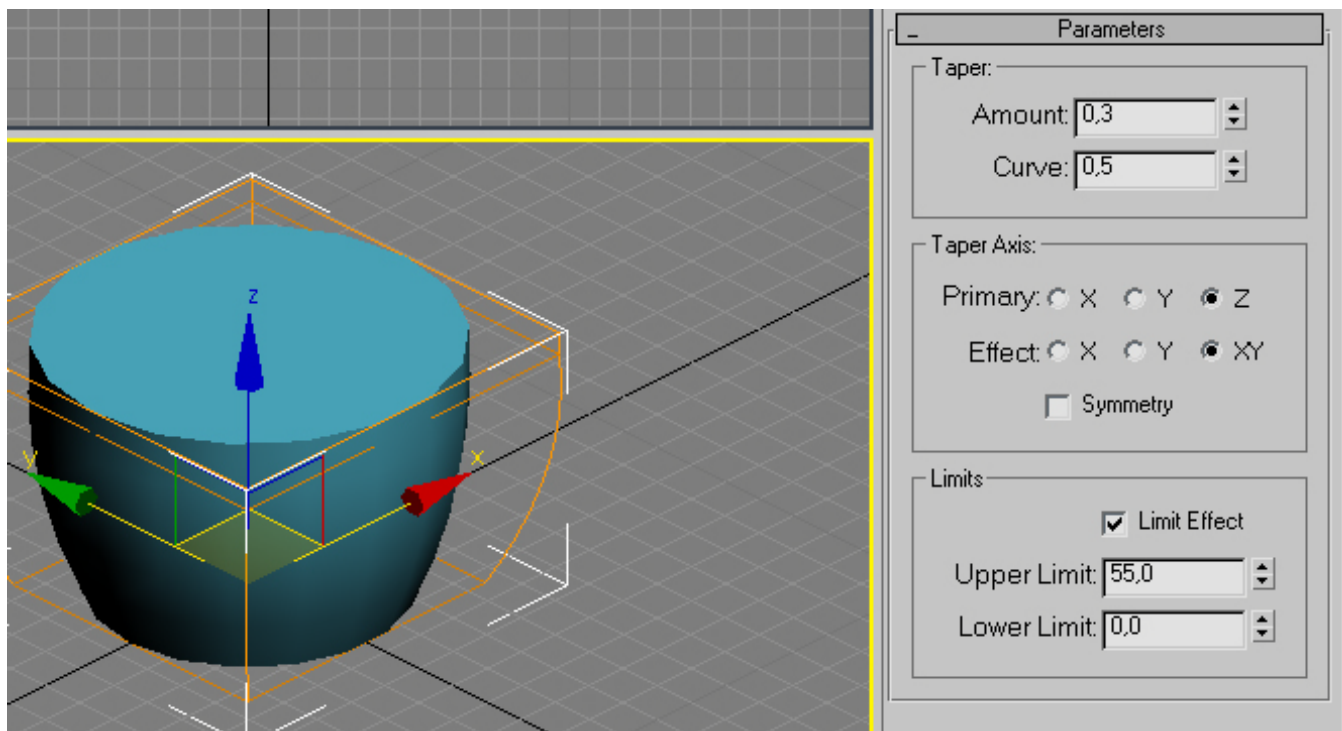 Parameters
Taper:
Amount: 0,3
Curve: 0,5
Taper Axis:
Primary: X Y Z
Effect: X Y XY
Symmetry
Limits
Limit Effect
Upper Limit: 55,0
Lower Limit: 0,0
z
y
x